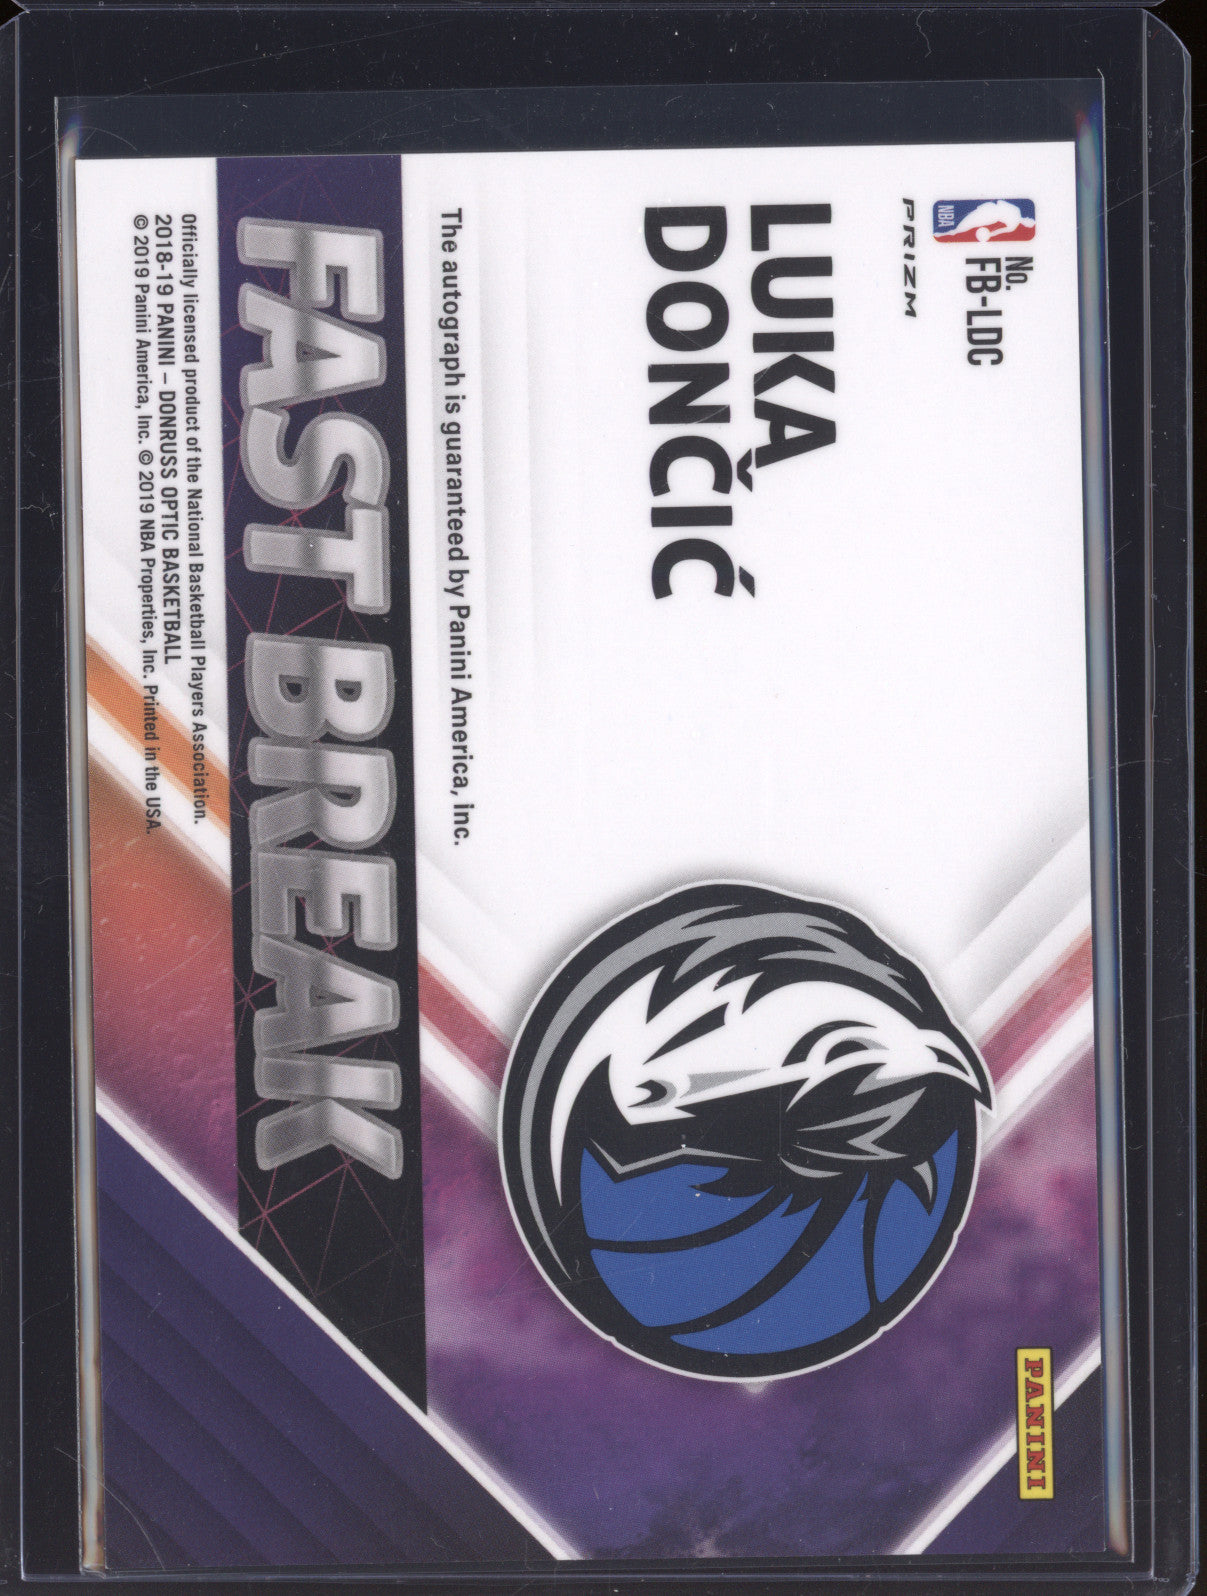 NBA
No.
FB-LDC
PRIZM
LUKA
DONČIĆ
The autograph is guaranteed by Panini America, inc.
FAST BREAK
Officially licensed product of the National Basketball Players Association.
2018-19 PANINI – DONRUSS OPTIC BASKETBALL
© 2019 Panini America, Inc. © 2019 NBA Properties, Inc. Printed in the USA.
PANINI